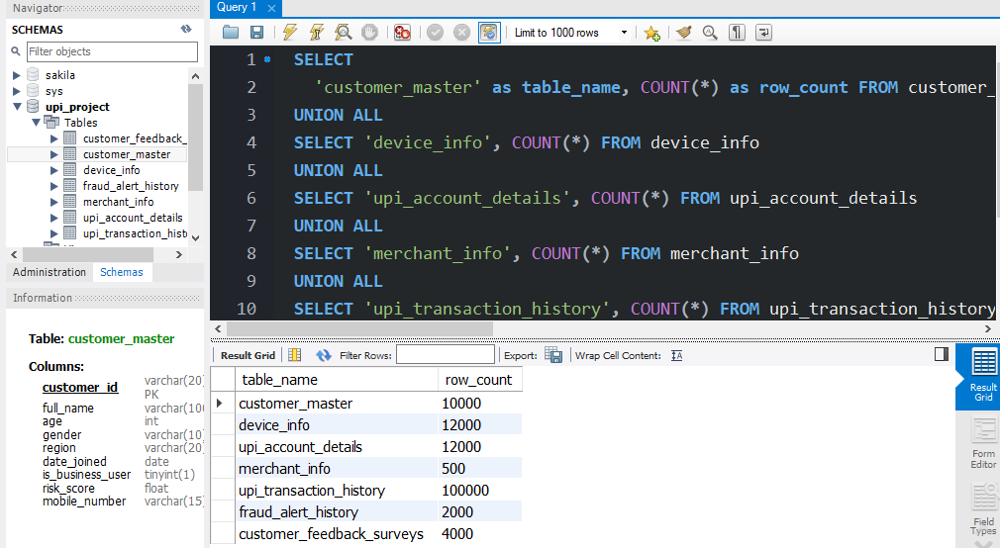 Navigator
SCHEMAS
Filter objects
sakila
sys
upi_project
Tables
customer_feedback_
customer_master
device_info
fraud_alert_history
merchant_info
upi_account_details
upi_transaction_hist
Administration Schemas
Information
Table: customer_master
Columns:
customer_id varchar(20) PK
full_name varchar(100
age int
gender varchar(10)
region varchar(20)
date_joined date
is_business_user tinyint(1)
risk_score float
mobile_number varchar(15)
Query 1
Limit to 1000 rows
1 SELECT
2 'customer_master' as table_name, COUNT(*) as row_count FROM customer_
3 UNION ALL
4 SELECT 'device_info', COUNT(*) FROM device_info
5 UNION ALL
6 SELECT 'upi_account_details', COUNT(*) FROM upi_account_details
7 UNION ALL
8 SELECT 'merchant_info', COUNT(*) FROM merchant_info
9 UNION ALL
10 SELECT 'upi_transaction_history', COUNT(*) FROM upi_transaction_history
Result Grid Filter Rows: Export: Wrap Cell Content:
table_name row_count
customer_master 10000
device_info 12000
upi_account_details 12000
merchant_info 500
upi_transaction_history 100000
fraud_alert_history 2000
customer_feedback_surveys 4000
Result Grid
Form Editor
Field Types